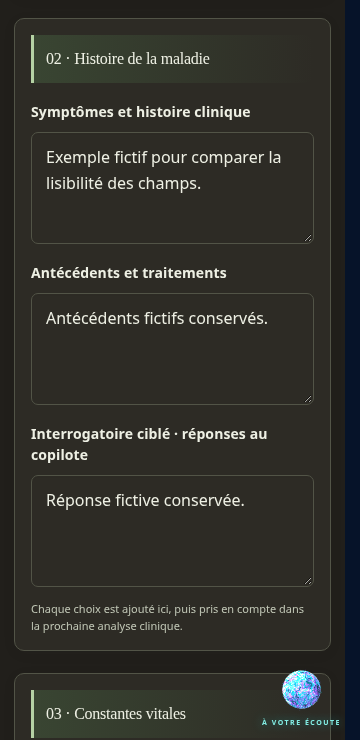 02 · Histoire de la maladie
Symptômes et histoire clinique
Exemple fictif pour comparer la
lisibilité des champs.
Antécédents et traitements
Antécédents fictifs conservés.
Interrogatoire ciblé · réponses au
copilote
Réponse fictive conservée.
Chaque choix est ajouté ici, puis pris en compte dans
la prochaine analyse clinique.
03 · Constantes vitales
À VOTRE ÉCOUTE